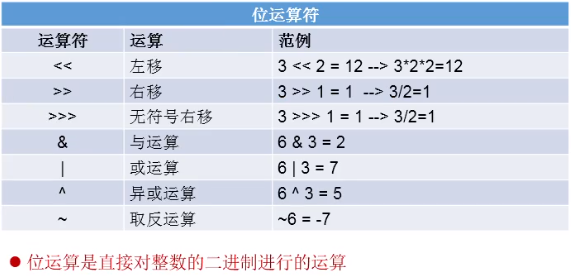 位运算符
运算符 运算 范例
<< 左移 3 << 2 = 12 --> 3*2*2=12
>> 右移 3 >> 1 = 1 --> 3/2=1
>>> 无符号右移 3 >>> 1 = 1 --> 3/2=1
& 与运算 6 & 3 = 2
| 或运算 6 | 3 = 7
^ 异或运算 6 ^ 3 = 5
~ 取反运算 ~6 = -7
● 位运算是直接对整数的二进制进行的运算